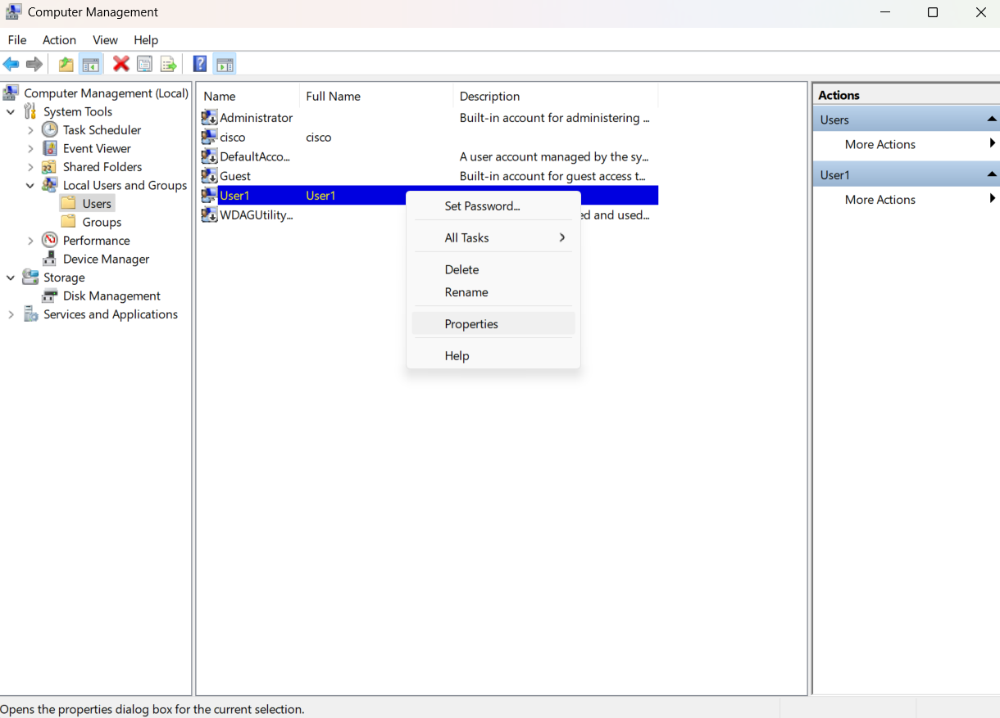 Computer Management
File Action View Help
Computer Management (Local)
System Tools
Task Scheduler
Event Viewer
Shared Folders
Local Users and Groups
Users
Groups
Performance
Device Manager
Storage
Disk Management
Services and Applications
Name Full Name Description
Administrator Built-in account for administering ...
cisco cisco
DefaultAcco... A user account managed by the sy...
Guest Built-in account for guest access t...
User1 User1
WDAGUtility... ed and used...
Set Password...
All Tasks
Delete
Rename
Properties
Help
Actions
Users
More Actions
User1
More Actions
Opens the properties dialog box for the current selection.